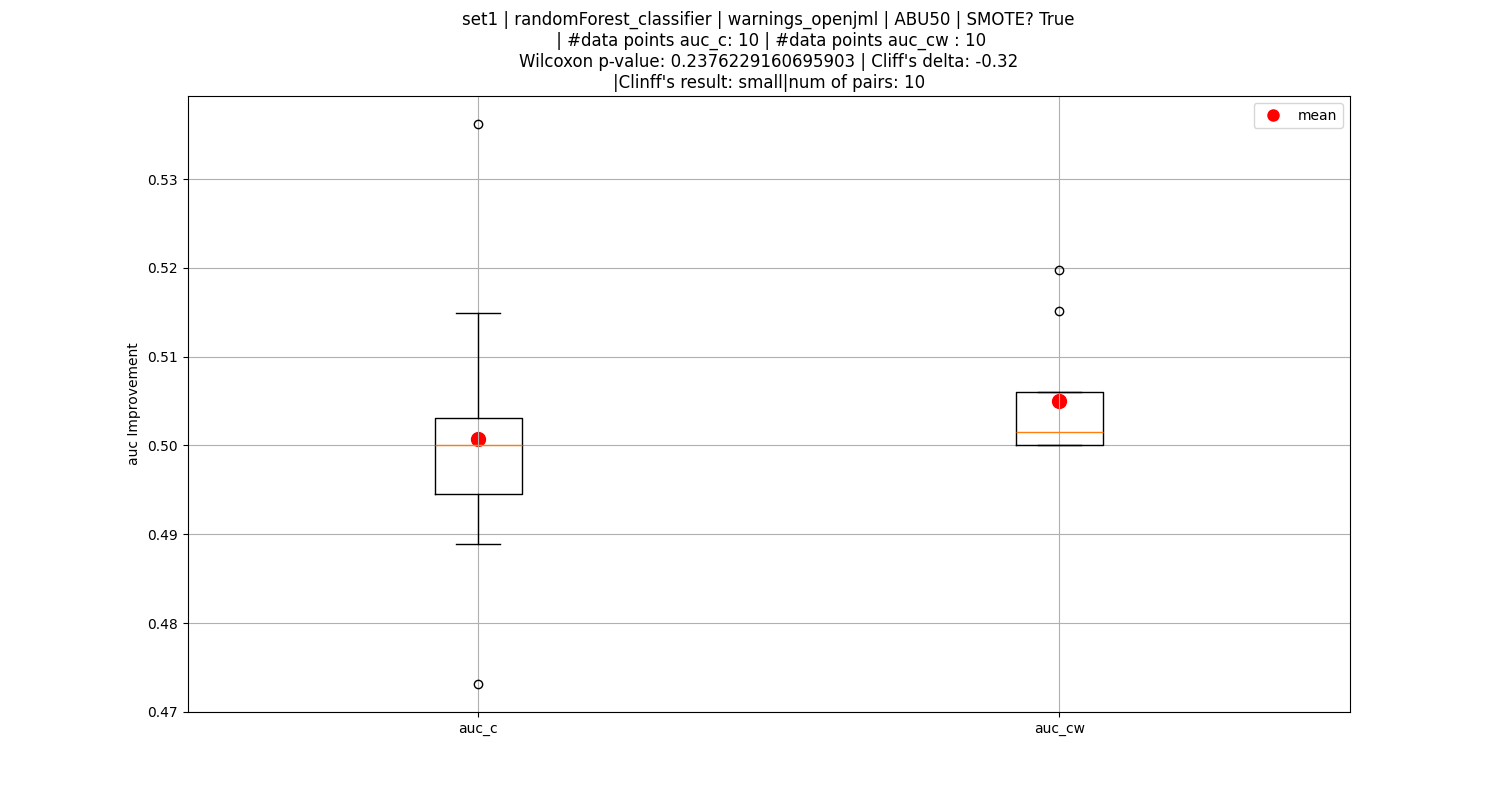 set1 | randomForest_classifier | warnings_openjml | ABU50 | SMOTE? True
| #data points auc_c: 10 | #data points auc_cw : 10
Wilcoxon p-value: 0.2376229160695903 | Cliff's delta: -0.32
|Clinff's result: small|num of pairs: 10
mean
0.53
0.52
0.51
0.50
0.49
0.48
0.47
auc Improvement
auc_c
auc_cw